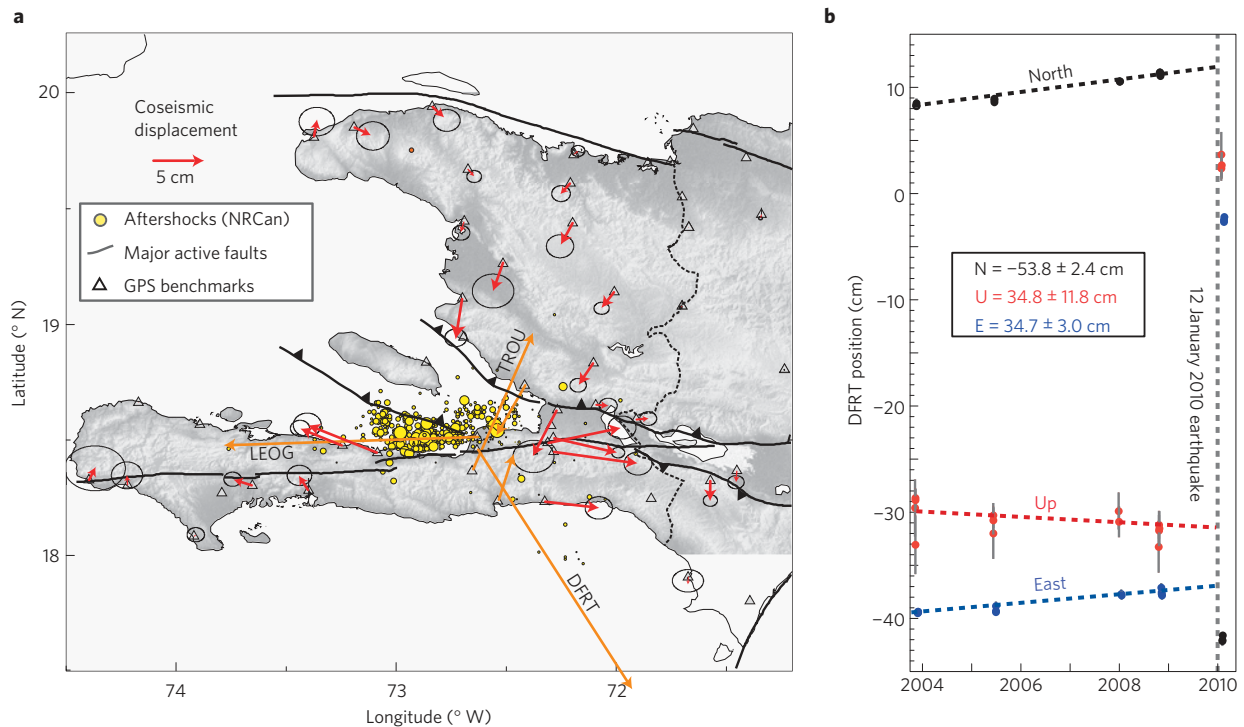 a
b
Coseismic
displacement
5 cm
Aftershocks (NRCan)
Major active faults
GPS benchmarks
TROU
LEOG
DFRT
20
19
18
Latitude (° N)
74
73
72
Longitude (° W)
North
Up
East
N = −53.8 ± 2.4 cm
U = 34.8 ± 11.8 cm
E = 34.7 ± 3.0 cm
12 January 2010 earthquake
DFRT position (cm)
10
0
−10
−20
−30
−40
2004
2006
2008
2010